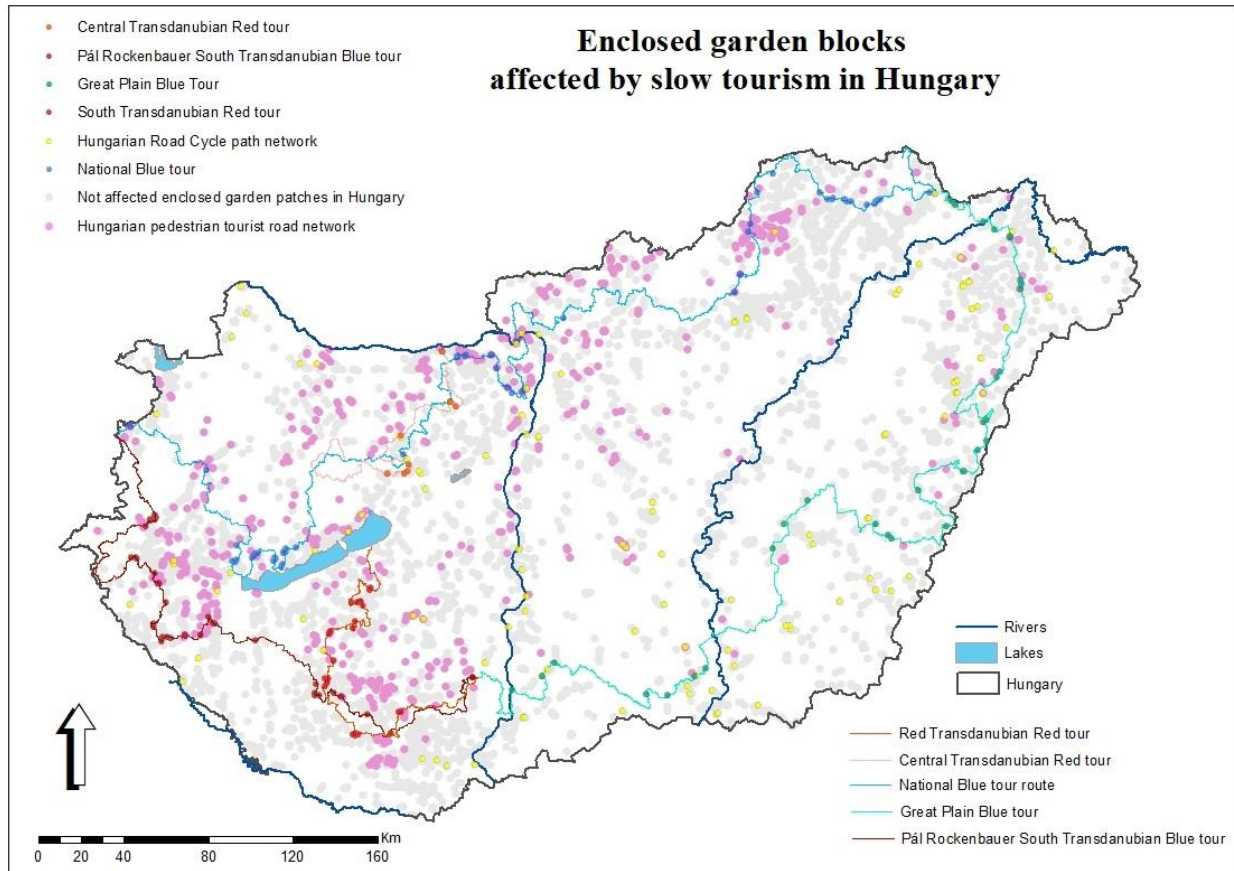 Enclosed garden blocks
affected by slow tourism in Hungary
Central Transdanubian Red tour
Pál Rockenbauer South Transdanubian Blue tour
Great Plain Blue Tour
South Transdanubian Red tour
Hungarian Road Cycle path network
National Blue tour
Not affected enclosed garden patches in Hungary
Hungarian pedestrian tourist road network
Rivers
Lakes
Hungary
Red Transdanubian Red tour
Central Transdanubian Red tour
National Blue tour route
Great Plain Blue tour
Pál Rockenbauer South Transdanubian Blue tour
Km
0 20 40 80 120 160